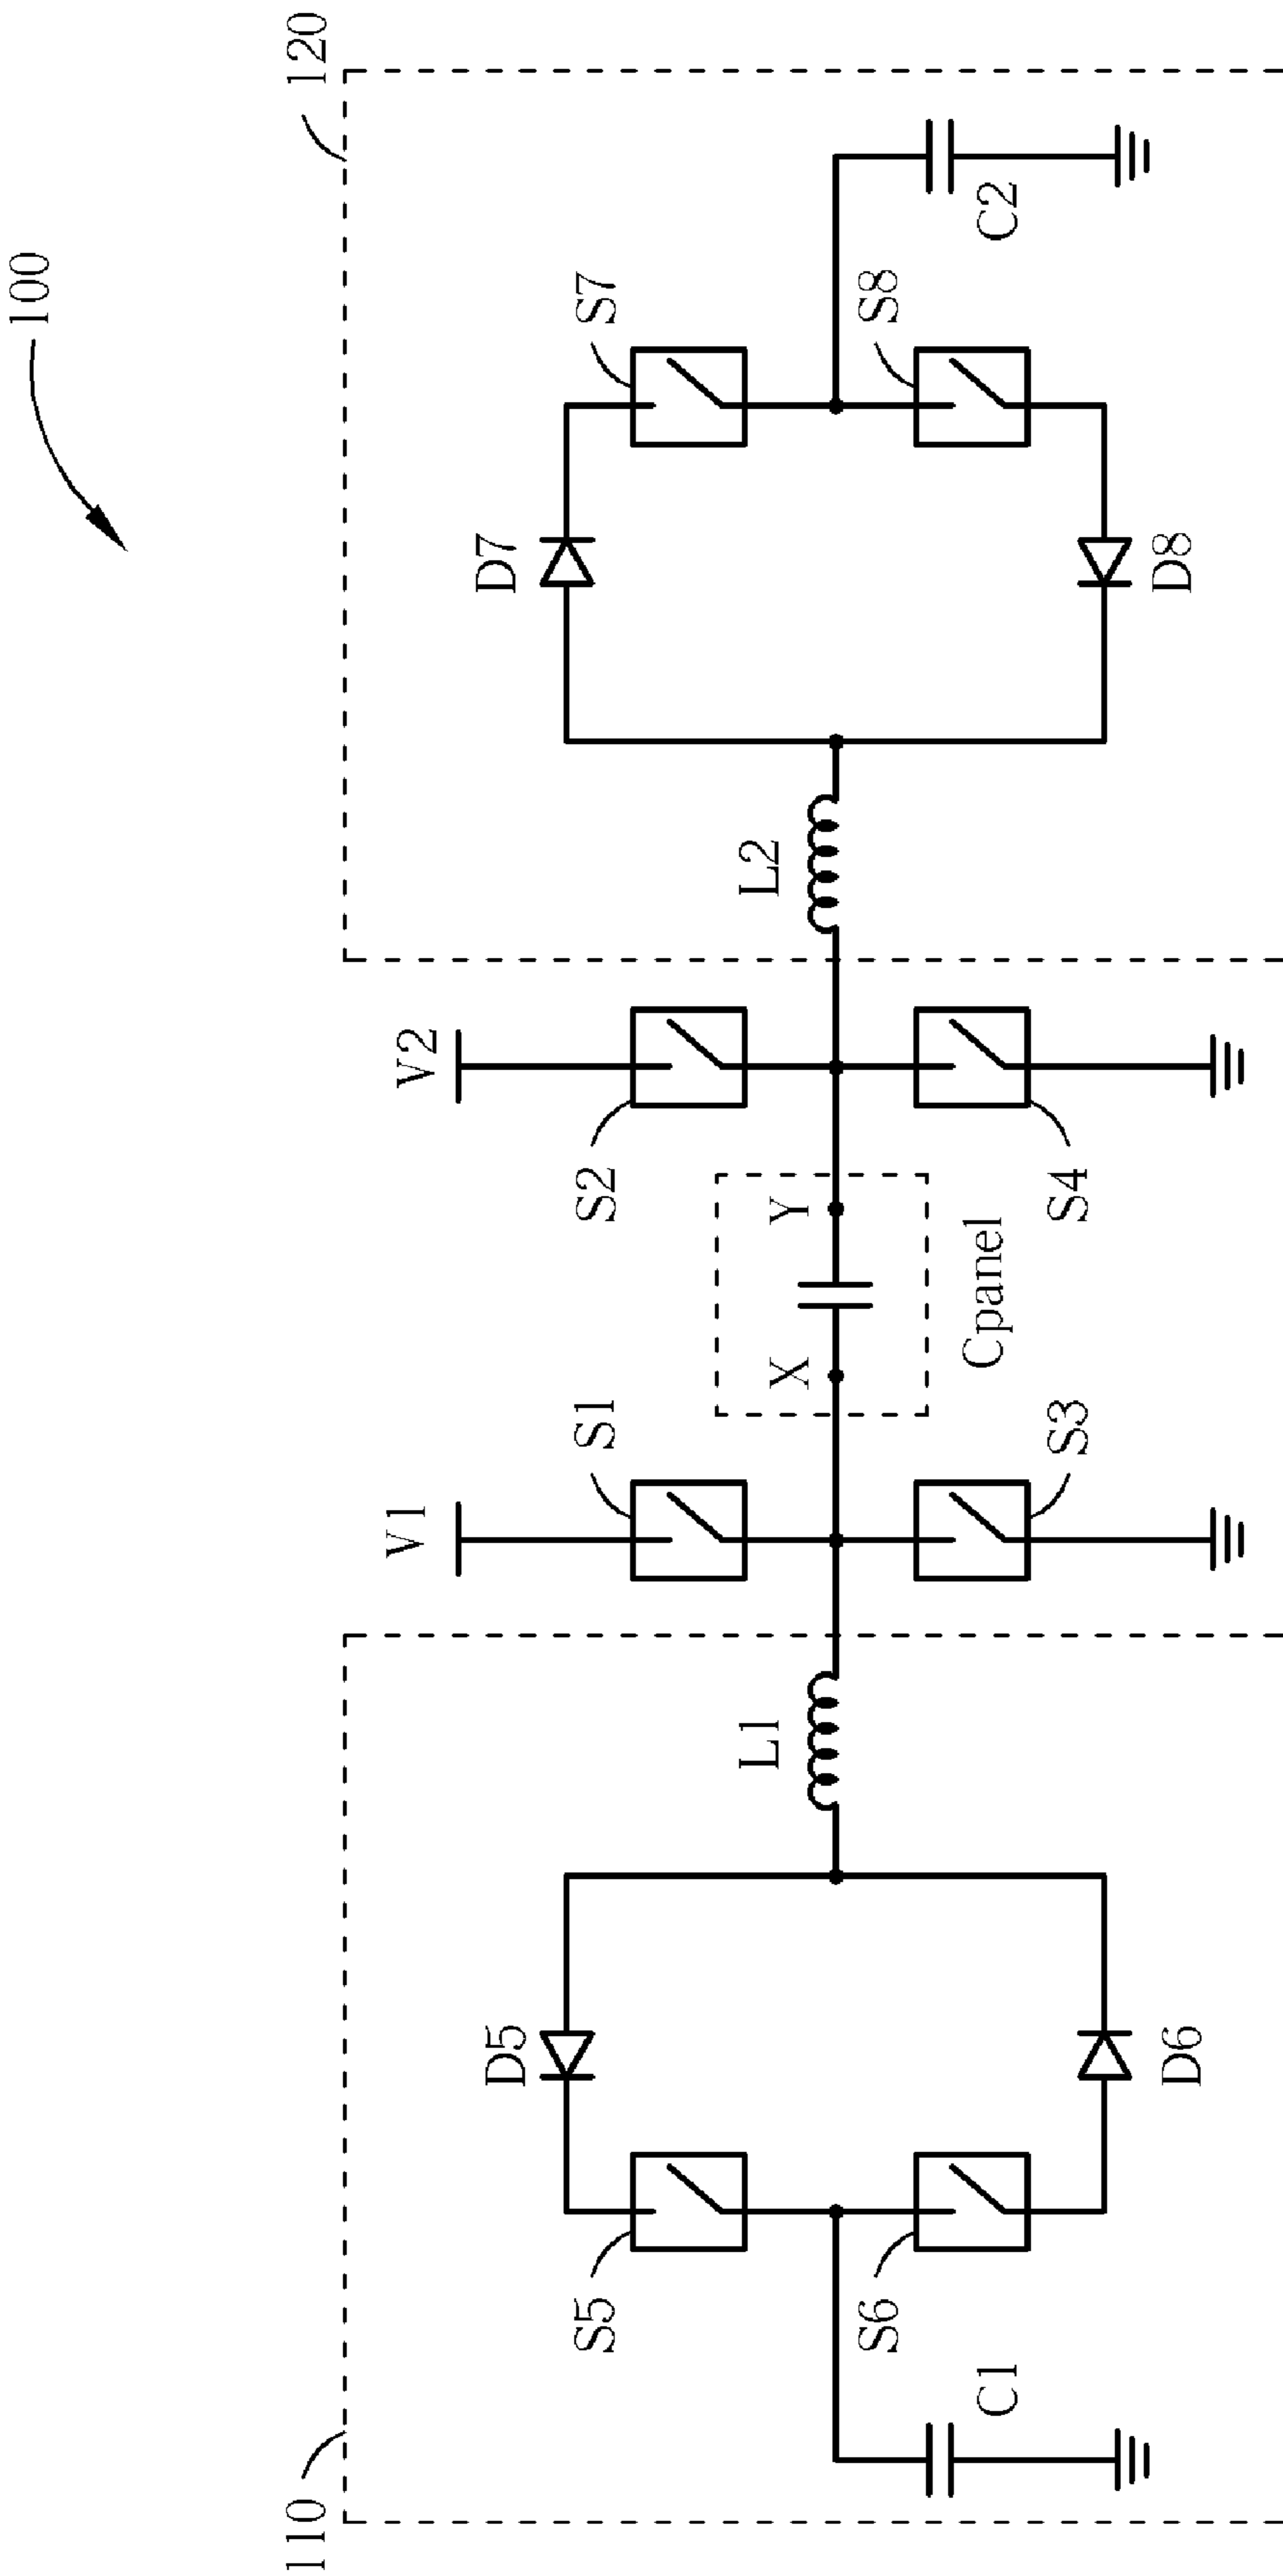 100
110
120
V1
V2
S1
S2
S5
D5
D7
S7
L1
X
Y
L2
S6
S8
C1
Cpanel
C2
D6
S3
S4
D8